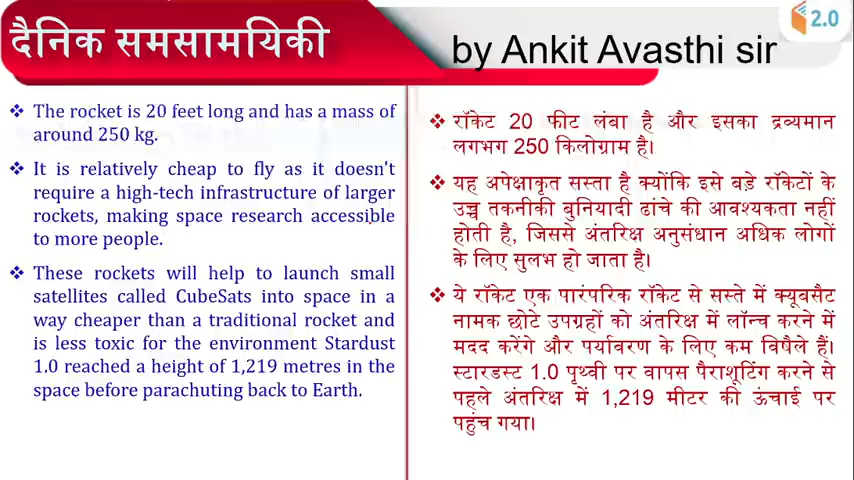 दैनिक समसामयिकी
by Ankit Avasthi sir
2.0
❖ The rocket is 20 feet long and has a mass of
around 250 kg.
❖ It is relatively cheap to fly as it doesn't
require a high-tech infrastructure of larger
rockets, making space research accessible
to more people.
❖ These rockets will help to launch small
satellites called CubeSats into space in a
way cheaper than a traditional rocket and
is less toxic for the environment Stardust
1.0 reached a height of 1,219 metres in the
space before parachuting back to Earth.
❖ रॉकेट 20 फीट लंबा है और इसका द्रव्यमान
लगभग 250 किलोग्राम है।
❖ यह अपेक्षाकृत सस्ता है क्योंकि इसे बड़े रॉकेटों के
उच्च तकनीकी बुनियादी ढांचे की आवश्यकता नहीं
होती है, जिससे अंतरिक्ष अनुसंधान अधिक लोगों
के लिए सुलभ हो जाता है।
❖ ये रॉकेट एक पारंपरिक रॉकेट से सस्ते में क्यूबसैट
नामक छोटे उपग्रहों को अंतरिक्ष में लॉन्च करने में
मदद करेंगे और पर्यावरण के लिए कम विषैले हैं।
स्टारडस्ट 1.0 पृथ्वी पर वापस पैराशूटिंग करने से
पहले अंतरिक्ष में 1,219 मीटर की ऊंचाई पर
पहुंच गया।